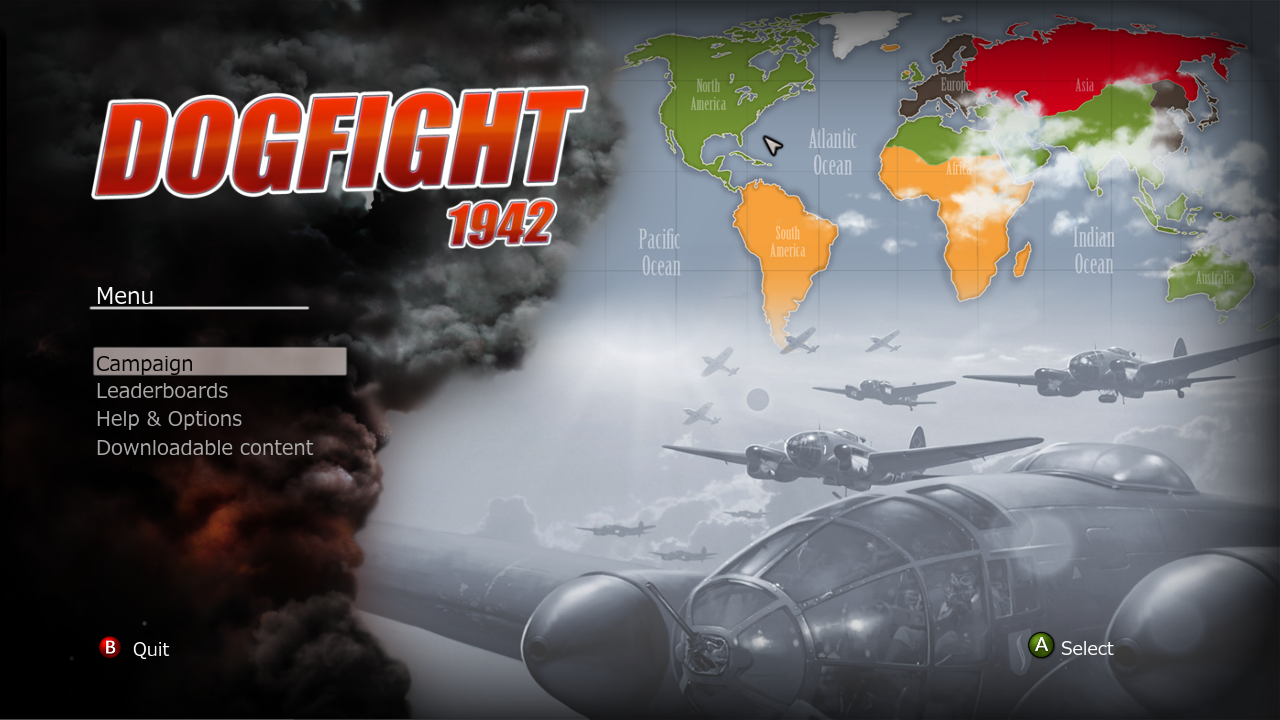 DOGFIGHT
1942
Menu
Campaign
Leaderboards
Help & Options
Downloadable content
B Quit
A Select
North
America
Europe
Asia
Atlantic
Ocean
Africa
South
America
Pacific
Ocean
Indian
Ocean
Australia